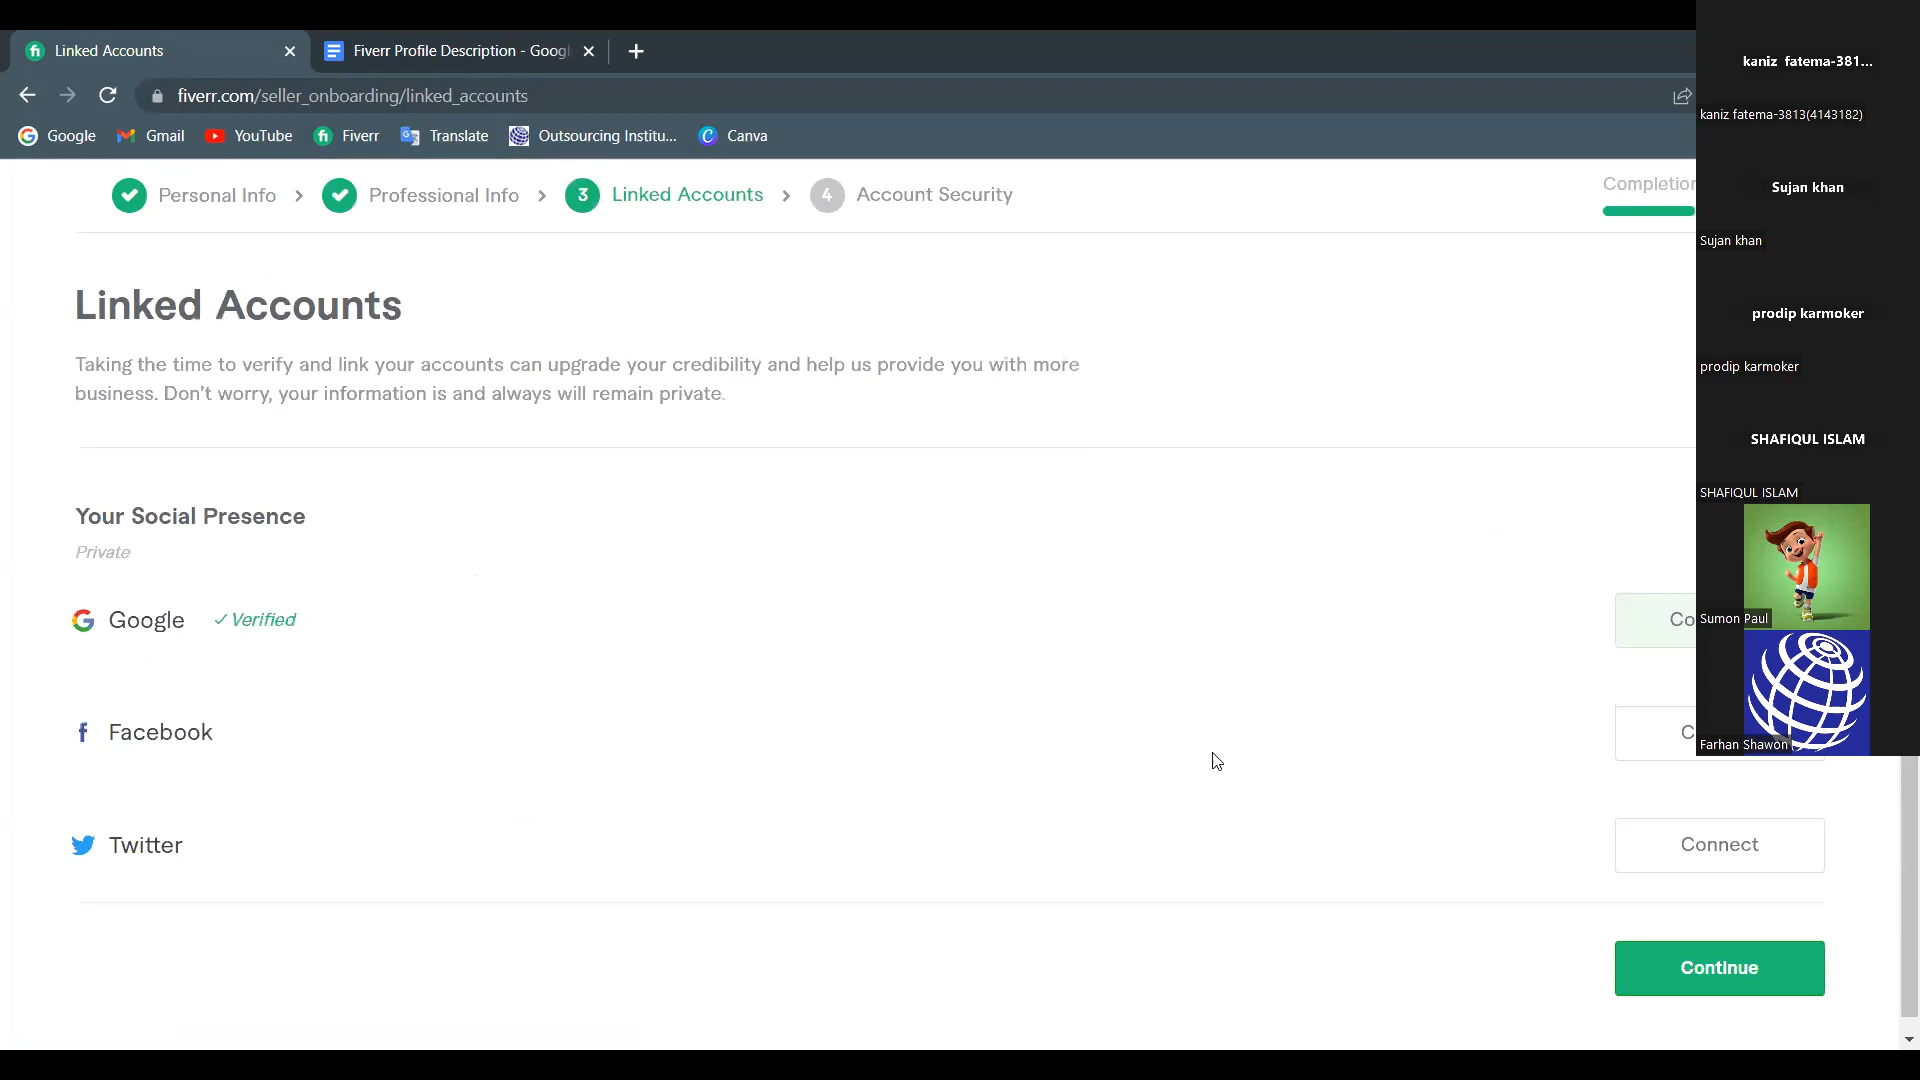 Linked Accounts
Fiverr Profile Description - Goog
fiverr.com/seller_onboarding/linked_accounts
Google
Gmail
YouTube
Fiverr
Translate
Outsourcing Institu...
Canva
Personal Info
Professional Info
3
Linked Accounts
4
Account Security
Completion
Linked Accounts
Taking the time to verify and link your accounts can upgrade your credibility and help us provide you with more
business. Don't worry, your information is and always will remain private.
Your Social Presence
Private
Google
Verified
Co
Facebook
C
Twitter
Connect
Continue
kaniz fatema-381...
kaniz fatema-3813(4143182)
Sujan khan
Sujan khan
prodip karmoker
prodip karmoker
SHAFIQUL ISLAM
SHAFIQUL ISLAM
Sumon Paul
Farhan Shawon